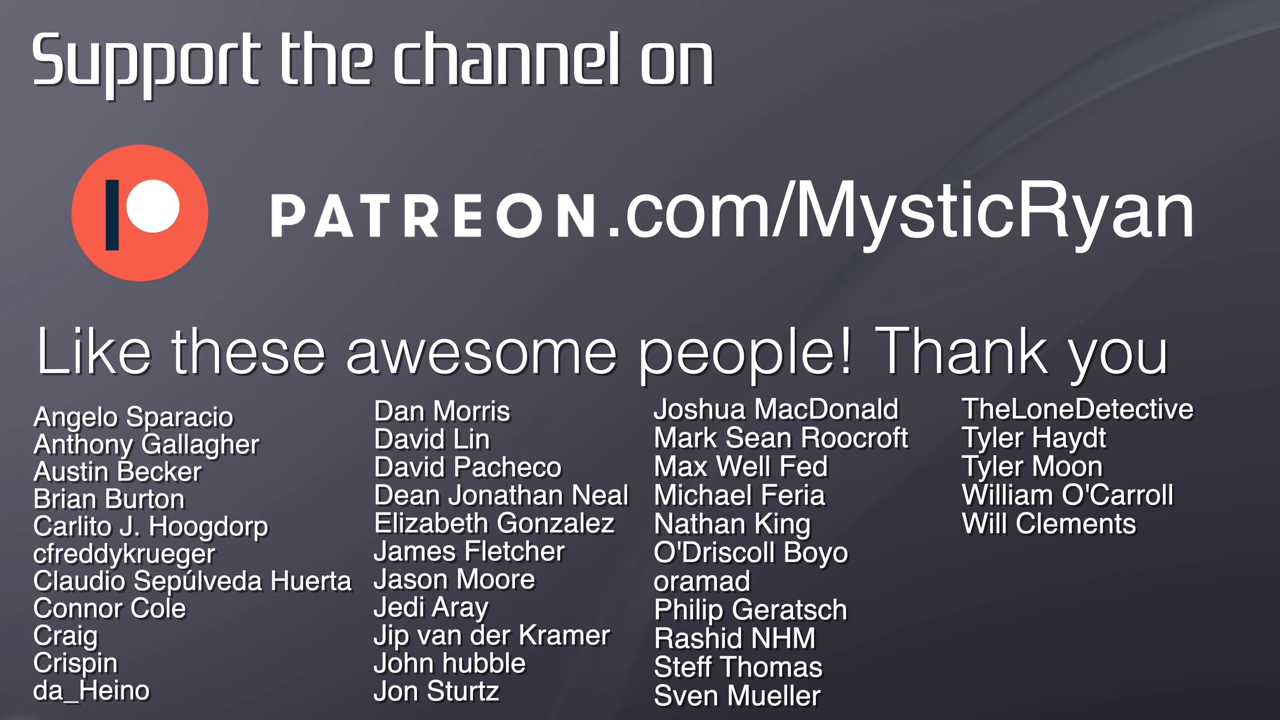 Support the channel on
PATREON.com/MysticRyan
Like these awesome people! Thank you
Angelo Sparacio
Anthony Gallagher
Austin Becker
Brian Burton
Carlito J. Hoogdorp
cfreddykrueger
Claudio Sepúlveda Huerta
Connor Cole
Craig
Crispin
da_Heino
Dan Morris
David Lin
David Pacheco
Dean Jonathan Neal
Elizabeth Gonzalez
James Fletcher
Jason Moore
Jedi Aray
Jip van der Kramer
John hubble
Jon Sturtz
Joshua MacDonald
Mark Sean Roocroft
Max Well Fed
Michael Feria
Nathan King
O'Driscoll Boyo
oramad
Philip Geratsch
Rashid NHM
Steff Thomas
Sven Mueller
TheLoneDetective
Tyler Haydt
Tyler Moon
William O'Carroll
Will Clements